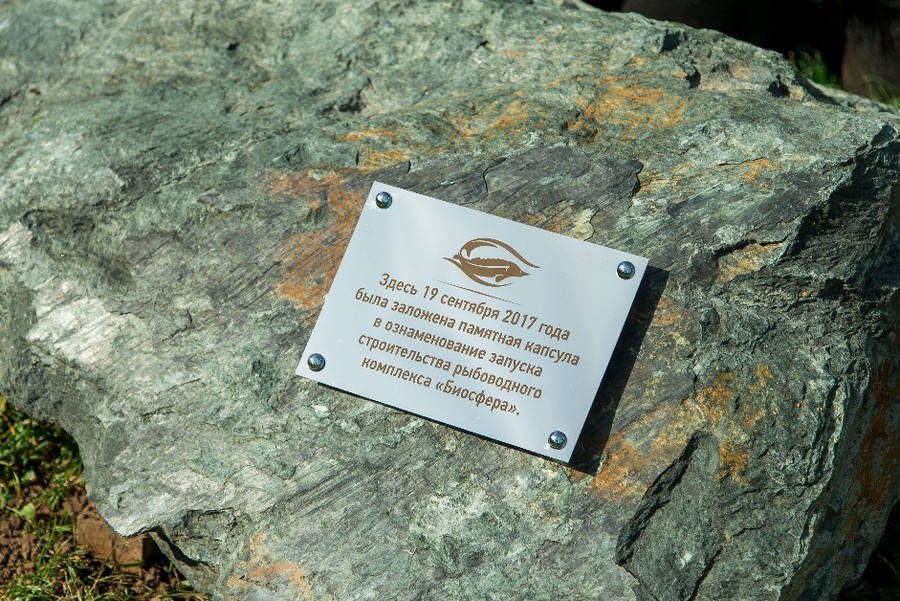 Здесь 19 сентября 2017 года
была заложена памятная капсула
в ознаменование запуска
строительства рыбоводного
комплекса «Биосфера».